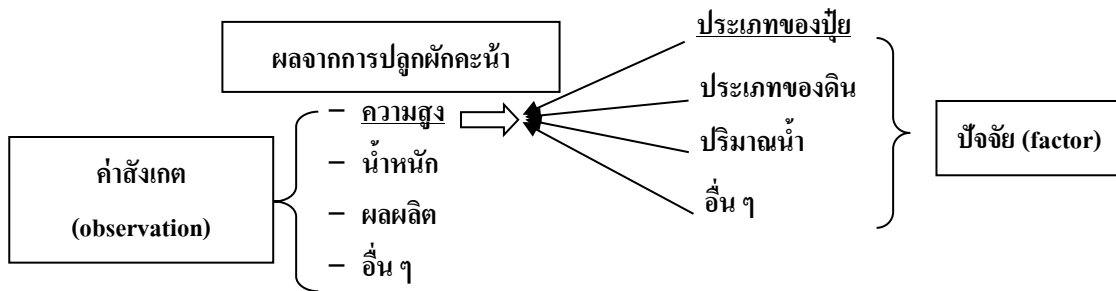 ผลจากการปลูกผักคะน้า
ค่าสังเกต
(observation)
– ความสูง
– น้ำหนัก
– ผลผลิต
– อื่น ๆ
ประเภทของปุ๋ย
ประเภทของดิน
ปริมาณน้ำ
อื่น ๆ
ปัจจัย (factor)